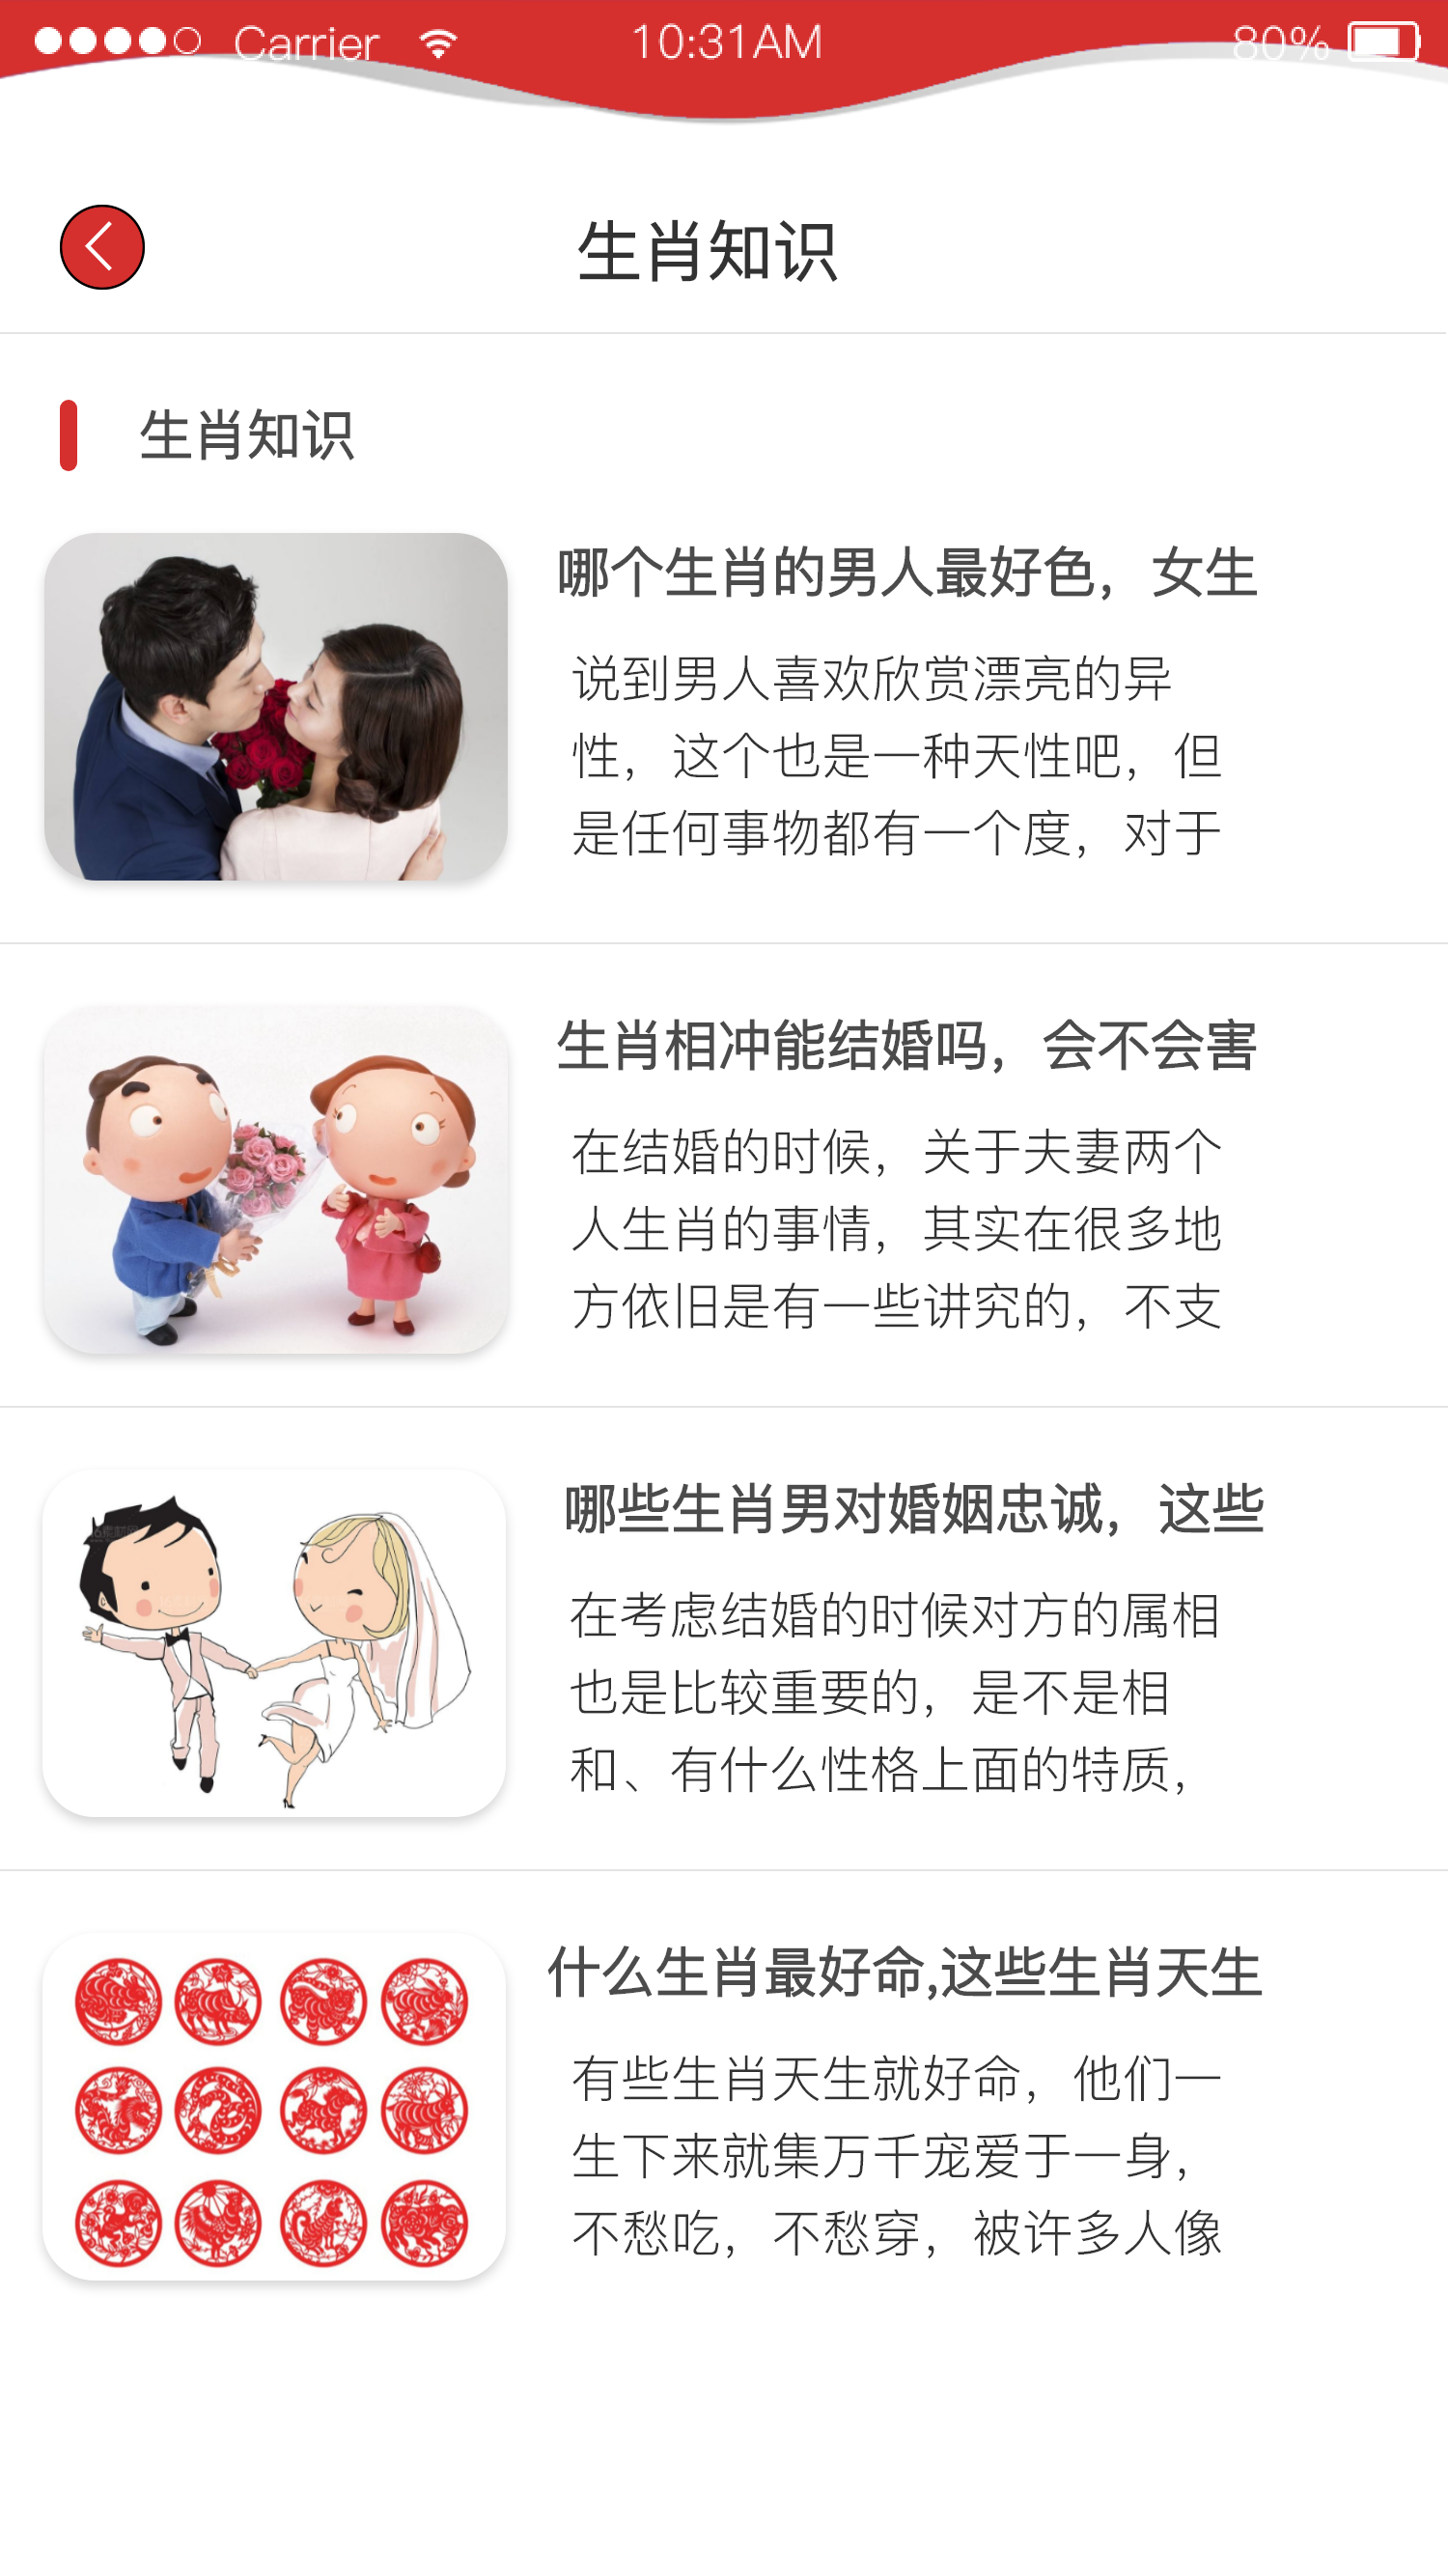 Carrier 10:31AM 80%
生肖知识
生肖知识
哪个生肖的男人最好色，女生
说到男人喜欢欣赏漂亮的异
性，这个也是一种天性吧，但
是任何事物都有一个度，对于
生肖相冲能结婚吗，会不会害
在结婚的时候，关于夫妻两个
人生肖的事情，其实在很多地
方依旧是有一些讲究的，不支
哪些生肖男对婚姻忠诚，这些
在考虑结婚的时候对方的属相
也是比较重要的，是不是相
和、有什么性格上面的特质，
什么生肖最好命,这些生肖天生
有些生肖天生就好命，他们一
生下来就集万千宠爱于一身，
不愁吃，不愁穿，被许多人像